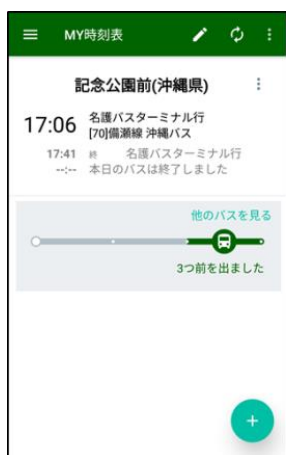 MY時刻表
記念公園前(沖縄県)
17:06 名護バスターミナル行
[70]備瀬線 沖縄バス
17:41 終 名護バスターミナル行
--:-- 本日のバスは終了しました
他のバスを見る
3つ前を出ました